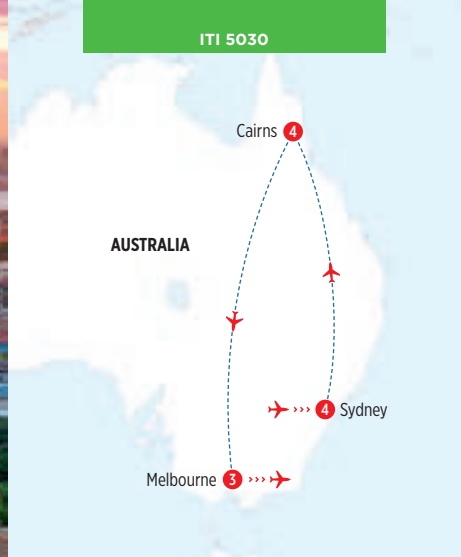 ITI 5030
Cairns 4
AUSTRALIA
4 Sydney
Melbourne 3